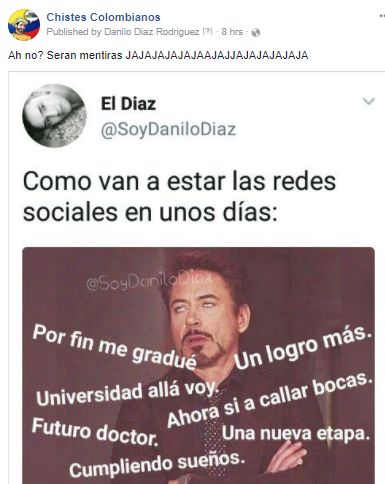 Chistes Colombianos
Published by Danilo Diaz Rodriguez [?] · 8 hrs ·
Ah no? Seran mentiras JAJAJAJAJAJAAJAJJAJAJAJAJAJA
El Diaz
@SoyDaniloDiaz
Como van a estar las redes
sociales en unos días:
@SoyDaniloDiaz
Por fin me gradué
Un logro más.
Universidad allá voy.
Ahora si a callar bocas.
Futuro doctor.
Una nueva etapa.
Cumpliendo sueños.